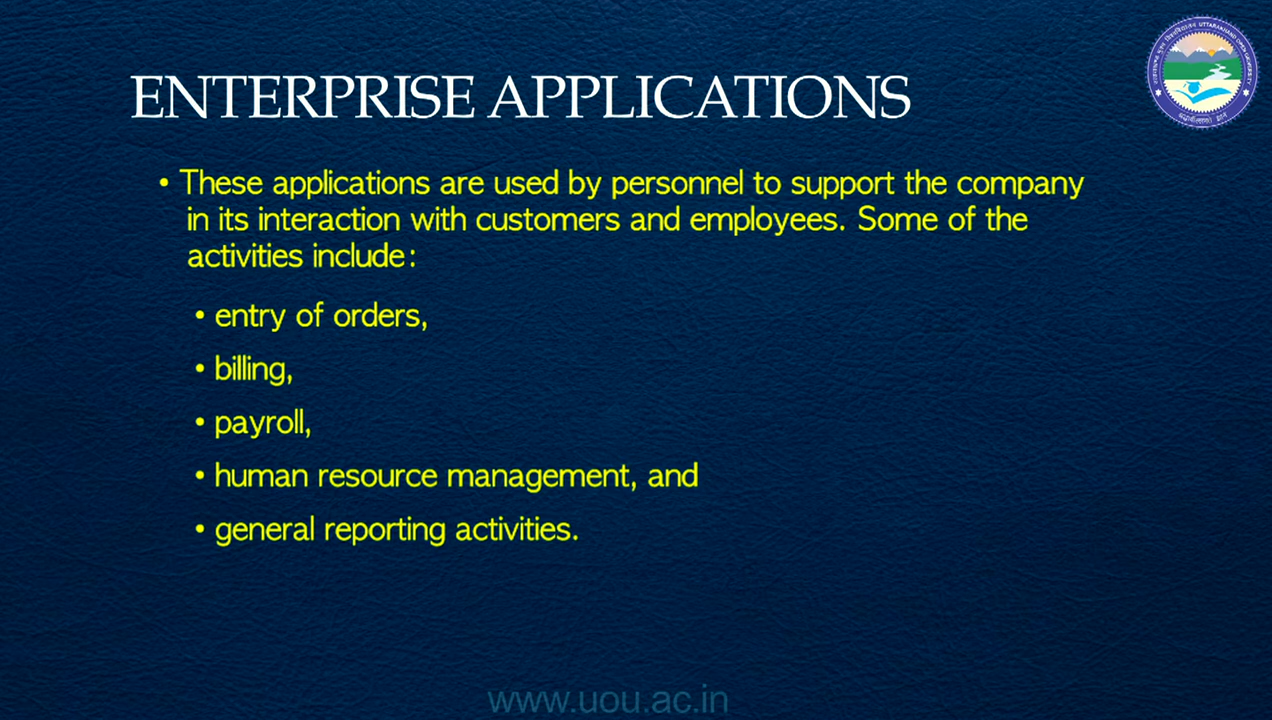 ENTERPRISE APPLICATIONS
• These applications are used by personnel to support the company
in its interaction with customers and employees. Some of the
activities include:
• entry of orders,
• billing,
• payroll,
• human resource management, and
• general reporting activities.
www.uou.ac.in